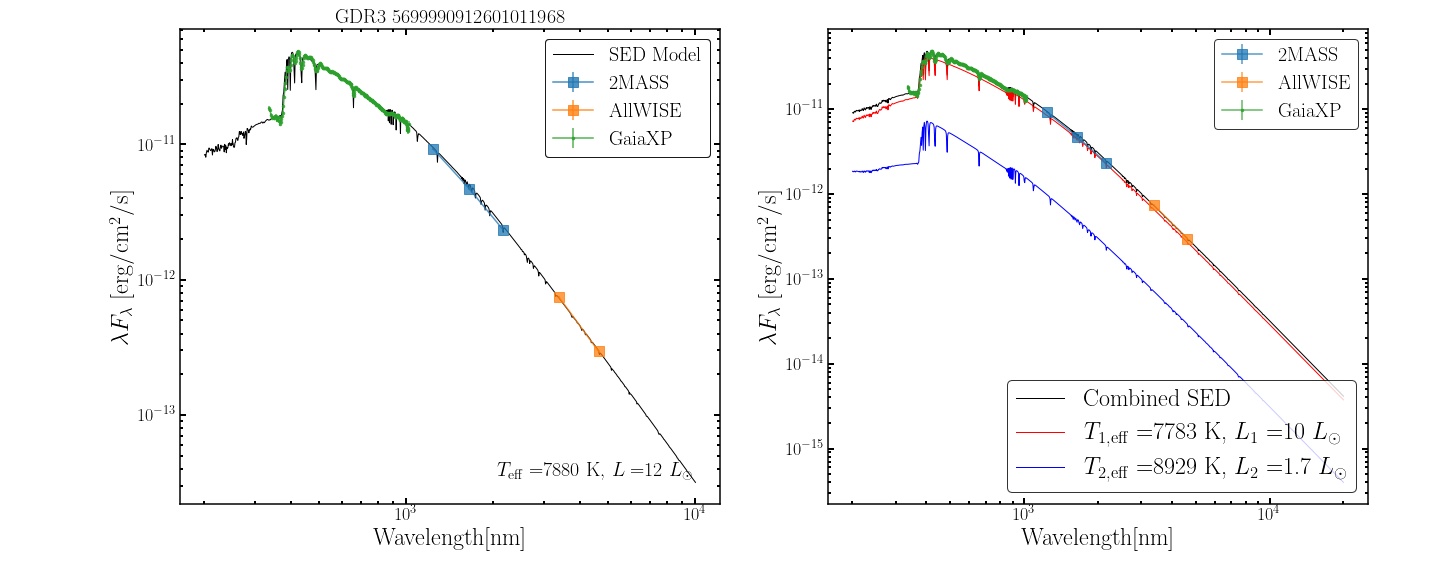 GDR3 5699990912601011968
SED Model
2MASS
AllWISE
GaiaXP
10⁻¹¹
10⁻¹²
10⁻¹³
λF_λ [erg/cm²/s]
T_eff =7880 K, L =12 L_⊙
10³
10⁴
Wavelength[nm]
2MASS
AllWISE
GaiaXP
10⁻¹¹
10⁻¹²
10⁻¹³
10⁻¹⁴
10⁻¹⁵
λF_λ [erg/cm²/s]
Combined SED
T_1,eff =7783 K, L_1 =10 L_⊙
T_2,eff =8929 K, L_2 =1.7 L_⊙
10³
10⁴
Wavelength[nm]